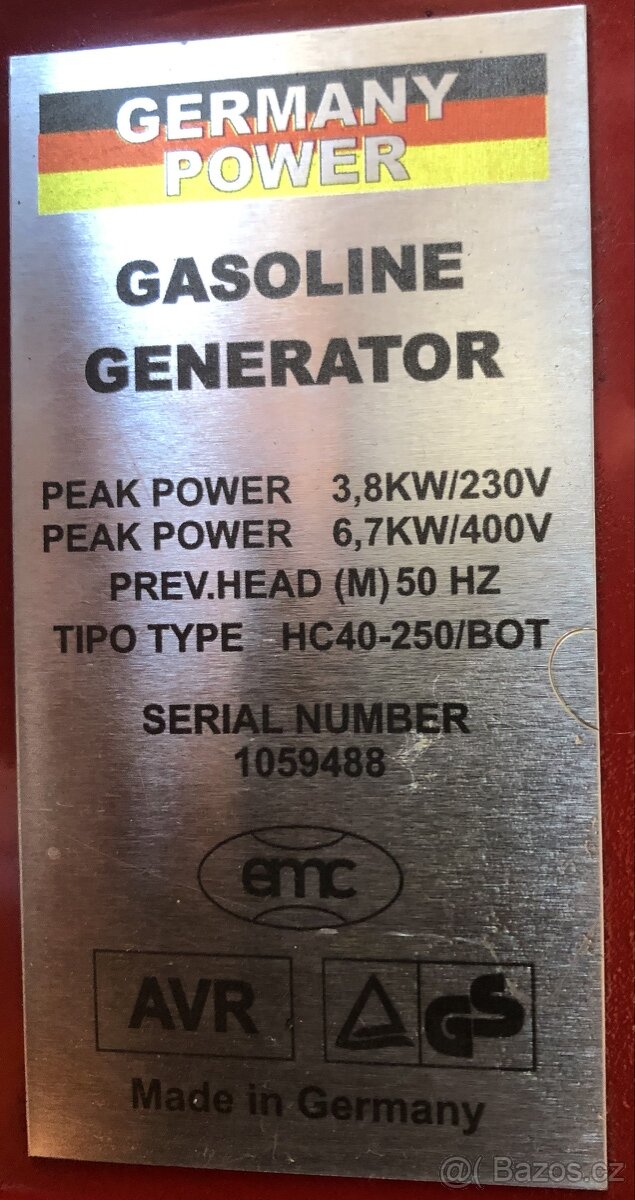 GERMANY
POWER
GASOLINE
GENERATOR
PEAK POWER 3,8KW/230V
PEAK POWER 6,7KW/400V
PREV.HEAD (M) 50 HZ
TIPO TYPE HC40-250/BOT
SERIAL NUMBER
1059488
emc
AVR
GS
Made in Germany
@( Bazos.cz